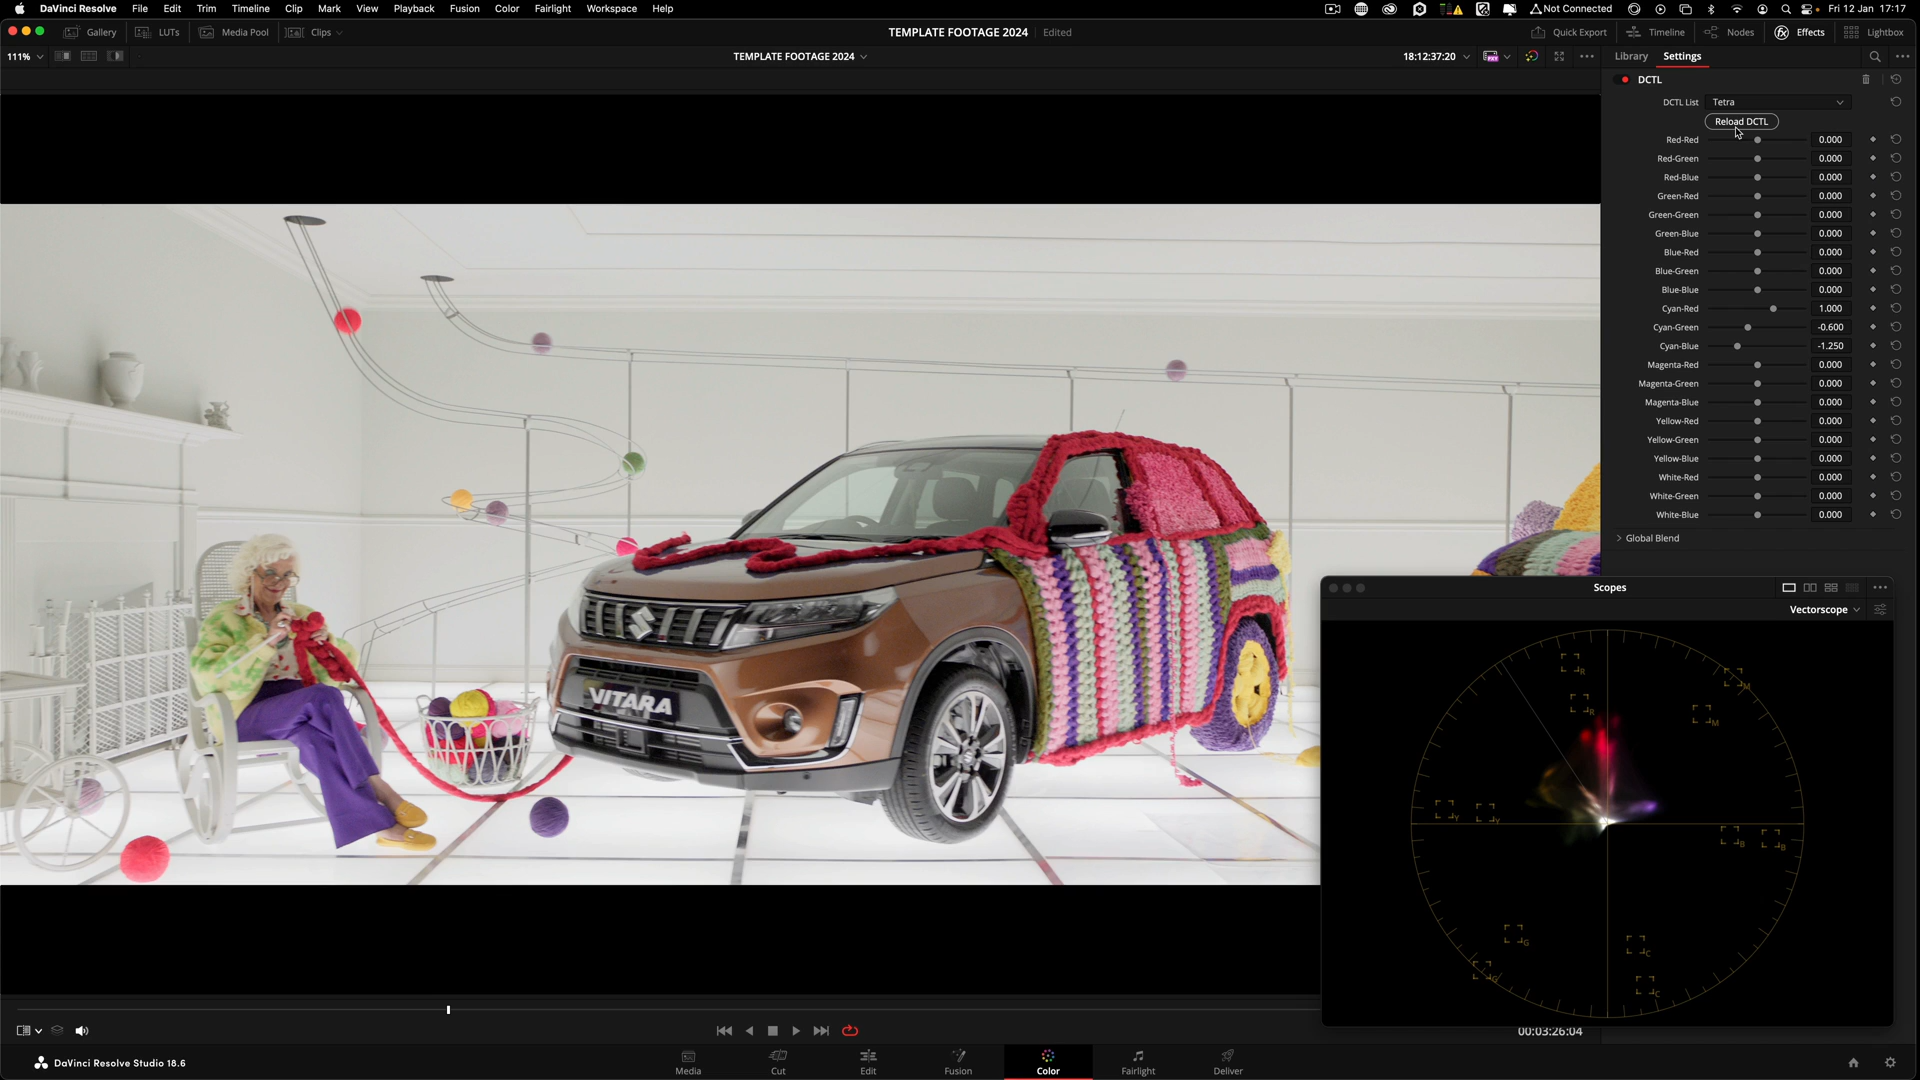 DaVinci Resolve File Edit Trim Timeline Clip Mark View Playback Fusion Color Fairlight Workspace Help Not Connected Fri 12 Jan 17:17
Gallery LUTs Media Pool Clips TEMPLATE FOOTAGE 2024 Edited Quick Export Timeline Nodes Effects Lightbox
111% TEMPLATE FOOTAGE 2024 18:12:37:20 Library Settings
DCTL
DCTL List Tetra
Reload DCTL
Red-Red 0.000
Red-Green 0.000
Red-Blue 0.000
Green-Red 0.000
Green-Green 0.000
Green-Blue 0.000
Blue-Red 0.000
Blue-Green 0.000
Blue-Blue 0.000
Cyan-Red 1.000
Cyan-Green -0.600
Cyan-Blue -1.250
Magenta-Red 0.000
Magenta-Green 0.000
Magenta-Blue 0.000
Yellow-Red 0.000
Yellow-Green 0.000
Yellow-Blue 0.000
White-Red 0.000
White-Green 0.000
White-Blue 0.000
Global Blend
Scopes
Vectorscope
R
M
R
M
Y Y
B B
G
C
G
C
VITARA
00:03:26:04
DaVinci Resolve Studio 18.6
Media Cut Edit Fusion Color Fairlight Deliver